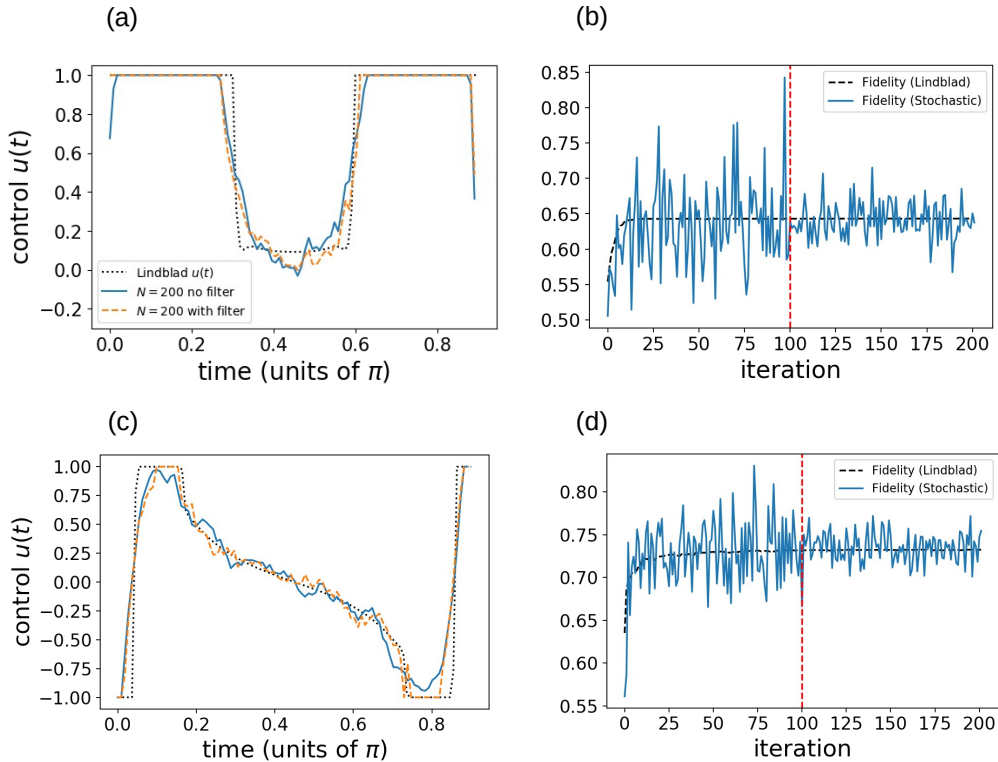 (a)
1.0
0.8
0.6
0.4
0.2
0.0
−0.2
control u(t)
Lindblad u(t)
N = 200 no filter
N = 200 with filter
0.0 0.2 0.4 0.6 0.8
time (units of π)
(b)
0.85
0.80
0.75
0.70
0.65
0.60
0.55
0.50
Fidelity (Lindblad)
Fidelity (Stochastic)
0 25 50 75 100 125 150 175 200
iteration
(c)
1.00
0.75
0.50
0.25
0.00
−0.25
−0.50
−0.75
−1.00
control u(t)
0.0 0.2 0.4 0.6 0.8
time (units of π)
(d)
0.80
0.75
0.70
0.65
0.60
0.55
Fidelity (Lindblad)
Fidelity (Stochastic)
0 25 50 75 100 125 150 175 200
iteration